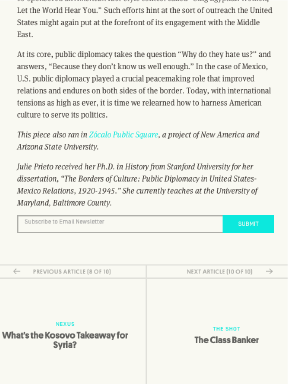 Let the World Hear You." Such efforts hint at the sort of outreach the United
States might again put at the forefront of its engagement with the Middle
East.
At its core, public diplomacy takes the question "Why do they hate us?" and
answers, "Because they don't know us well enough." In the case of Mexico,
U.S. public diplomacy played a crucial peacemaking role that improved
relations and endures on both sides of the border. Today, with international
tensions as high as ever, it is time we relearned how to harness American
culture to serve its politics.
This piece also ran in Zócalo Public Square, a project of New America and
Arizona State University.
Julie Prieto received her Ph.D. in History from Stanford University for her
dissertation, "The Borders of Culture: Public Diplomacy in United States-
Mexico Relations, 1920-1945." She currently teaches at the University of
Maryland, Baltimore County.
Subscribe to Email Newsletter
SUBMIT
PREVIOUS ARTICLE (8 OF 10)
NEXT ARTICLE (10 OF 10)
NEXUS
What's the Kosovo Takeaway for
Syria?
THE SHOT
The Class Banker